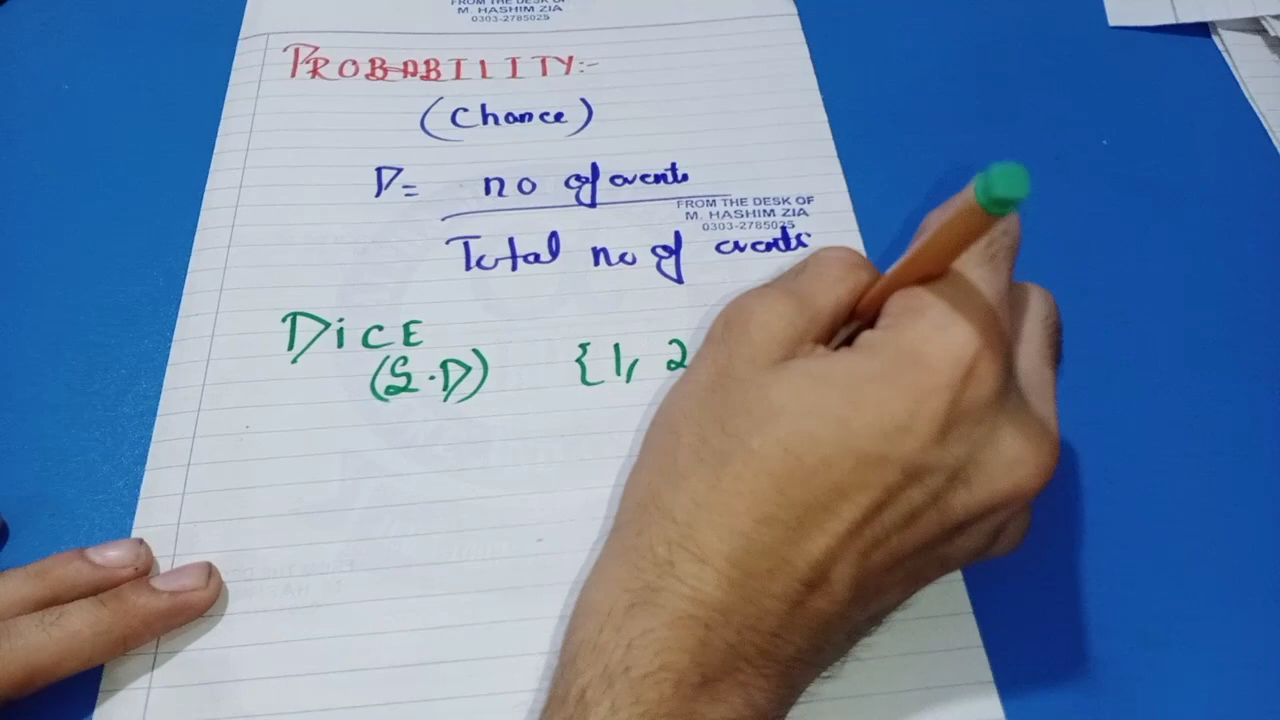 FROM THE DESK OF
M. HASHIM ZIA
0303-2785025
PROBABILITY:-
(Chance)
P= no of events
FROM THE DESK OF
M. HASHIM ZIA
0303-2785025
Total no of events
DiCE
(S.D) {1, 2